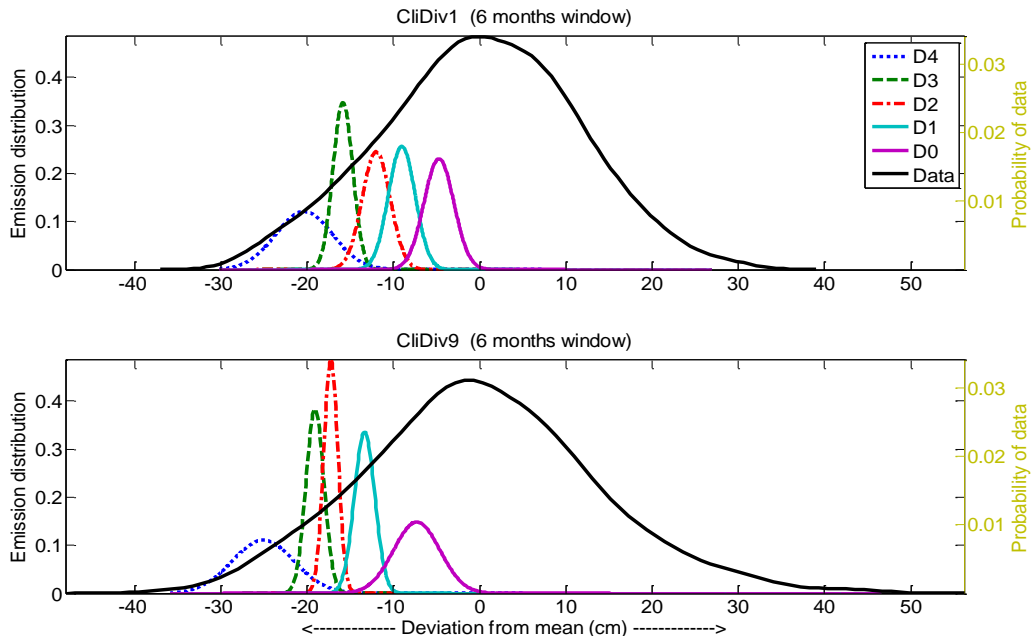 CliDiv1 (6 months window)
Emission distribution
0.4
0.3
0.2
0.1
0
-40 -30 -20 -10 0 10 20 30 40 50
0.03
0.02
0.01
Probability of data
D4
D3
D2
D1
D0
Data
CliDiv9 (6 months window)
Emission distribution
0.4
0.3
0.2
0.1
0
-40 -30 -20 -10 0 10 20 30 40 50
0.03
0.02
0.01
Probability of data
<------------- Deviation from mean (cm) ------------->